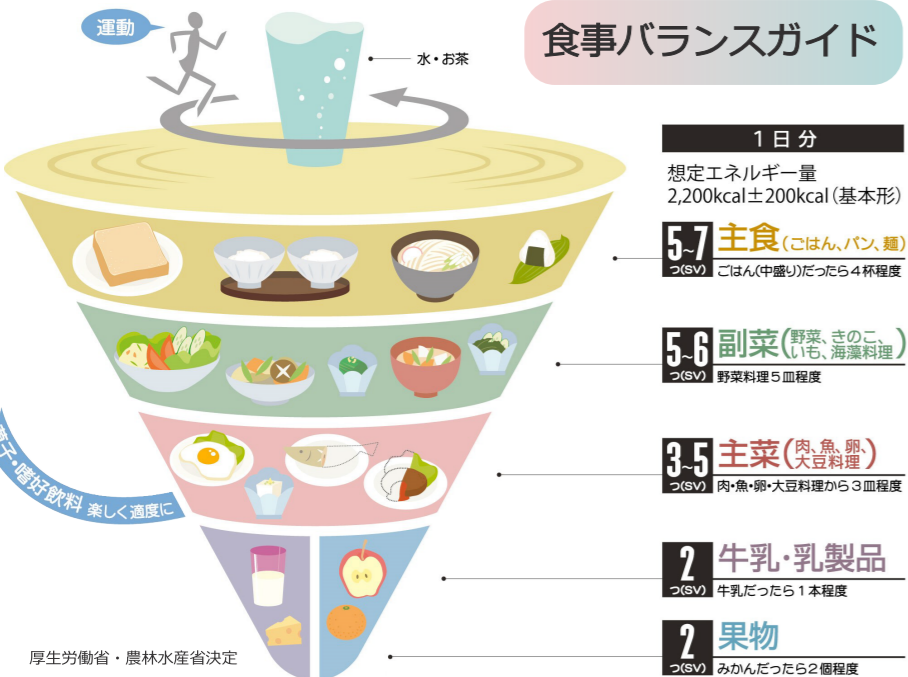 運動
水・お茶
食事バランスガイド
1日分
想定エネルギー量
2,200kcal±200kcal(基本形)
5~7
つ(SV)
主食(ごはん、パン、麺)
ごはん(中盛り)だったら4杯程度
5~6
つ(SV)
副菜(野菜、きのこ、
いも、海藻料理)
野菜料理5皿程度
3~5
つ(SV)
主菜(肉、魚、卵、
大豆料理)
肉・魚・卵・大豆料理から3皿程度
2
つ(SV)
牛乳・乳製品
牛乳だったら1本程度
2
つ(SV)
果物
みかんだったら2個程度
子・嗜好飲料 楽しく適度に
厚生労働省・農林水産省決定